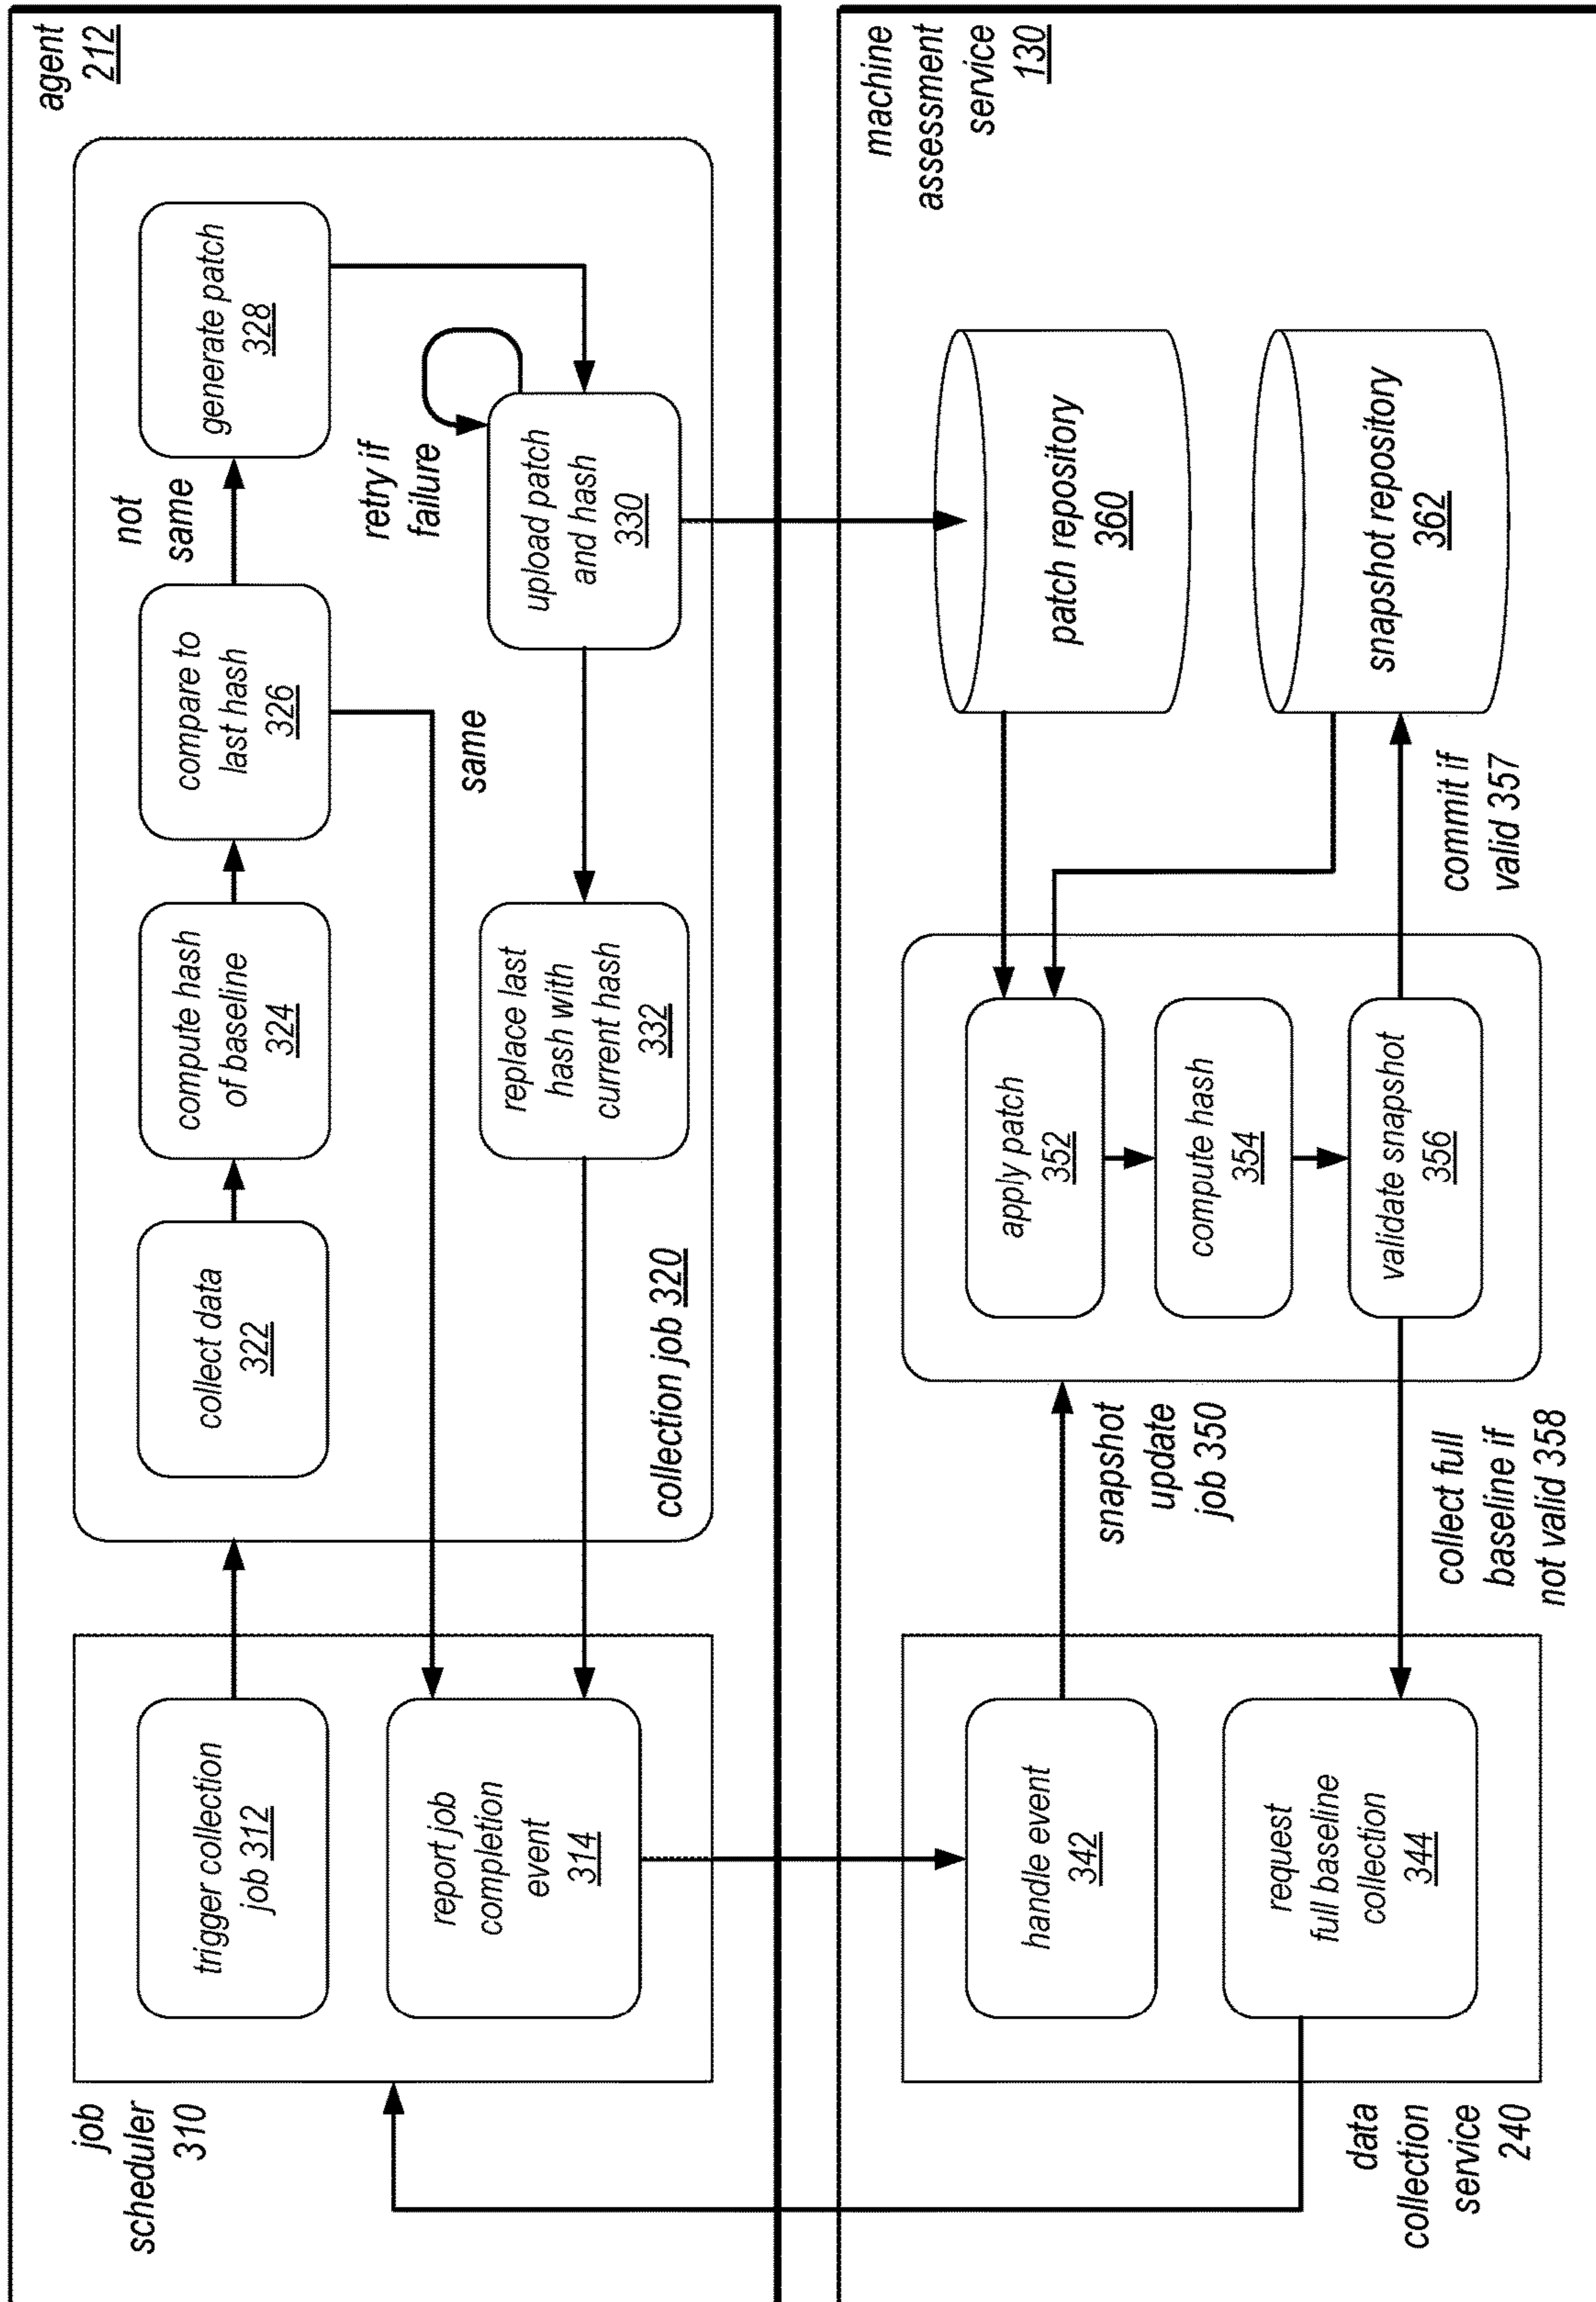 agent
212
job
scheduler
310
trigger collection
job 312
report job
completion
event
314
collect data
322
compute hash
of baseline
324
compare to
last hash
326
not
same
generate patch
328
same
retry if
failure
upload patch
and hash
330
replace last
hash with
current hash
332
collection job 320
machine
assessment
service
130
data
collection
service
240
handle event
342
request
full baseline
collection
344
snapshot
update
job 350
collect full
baseline if
not valid 358
apply patch
352
compute hash
354
validate snapshot
356
commit if
valid 357
patch repository
360
snapshot repository
362